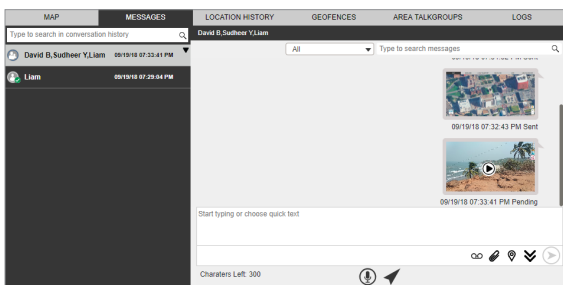 MAP MESSAGES LOCATION HISTORY GEOFENCES AREA TALKGROUPS LOGS
Type to search in conversation history
David B,Sudheer Y,Liam 09/19/18 07:33:41 PM
Liam 09/19/18 07:29:04 PM
David B,Sudheer Y,Liam
All Type to search messages
09/19/18 07:32:43 PM Sent
09/19/18 07:33:41 PM Pending
Start typing or choose quick text
Charaters Left: 300